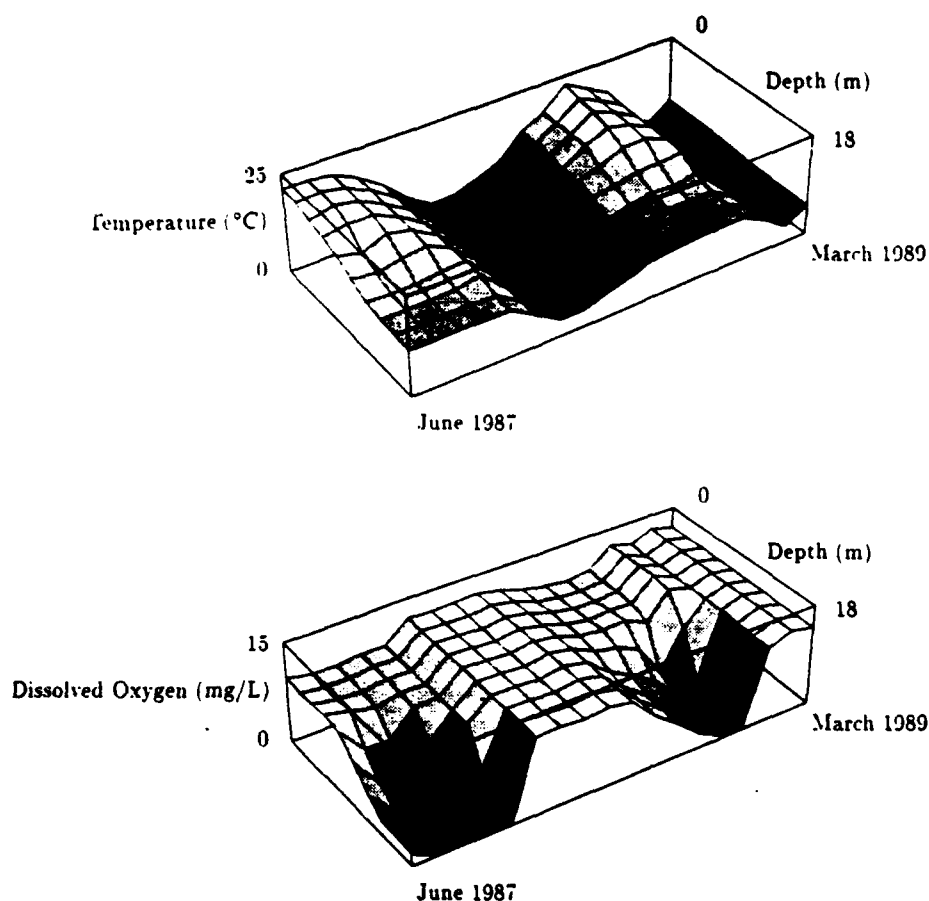 0
Depth (m)
18
25
Temperature (°C)
0
March 1989
June 1987
0
Depth (m)
18
15
Dissolved Oxygen (mg/L)
0
March 1989
June 1987